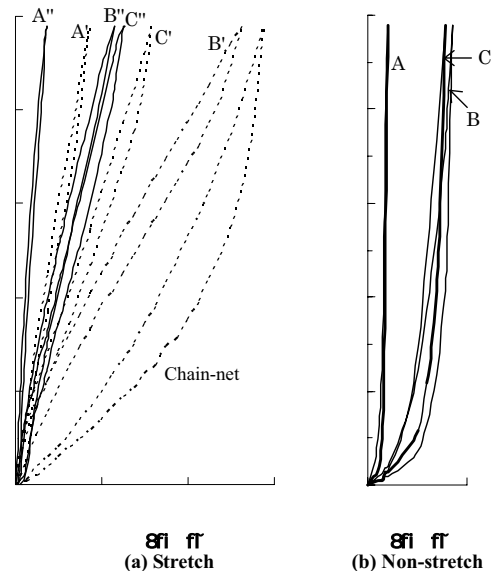 A" A' B" C" C' B'
Chain-net
(a) Stretch
A
C
B
(b) Non-stretch